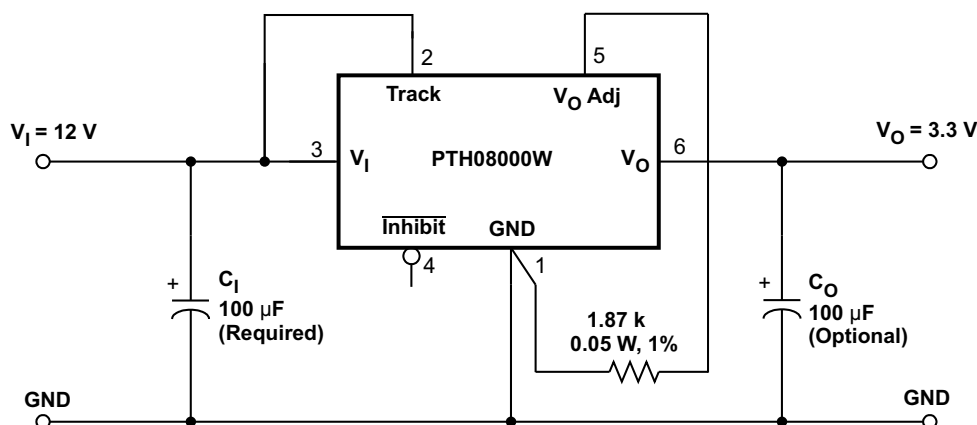 2
5
Track
VO Adj
VI = 12 V
VO = 3.3 V
3
VI
PTH08000W
VO
6
Inhibit
GND
4
1
+
CI
100 μF
(Required)
1.87 k
0.05 W, 1%
+
CO
100 μF
(Optional)
GND
GND